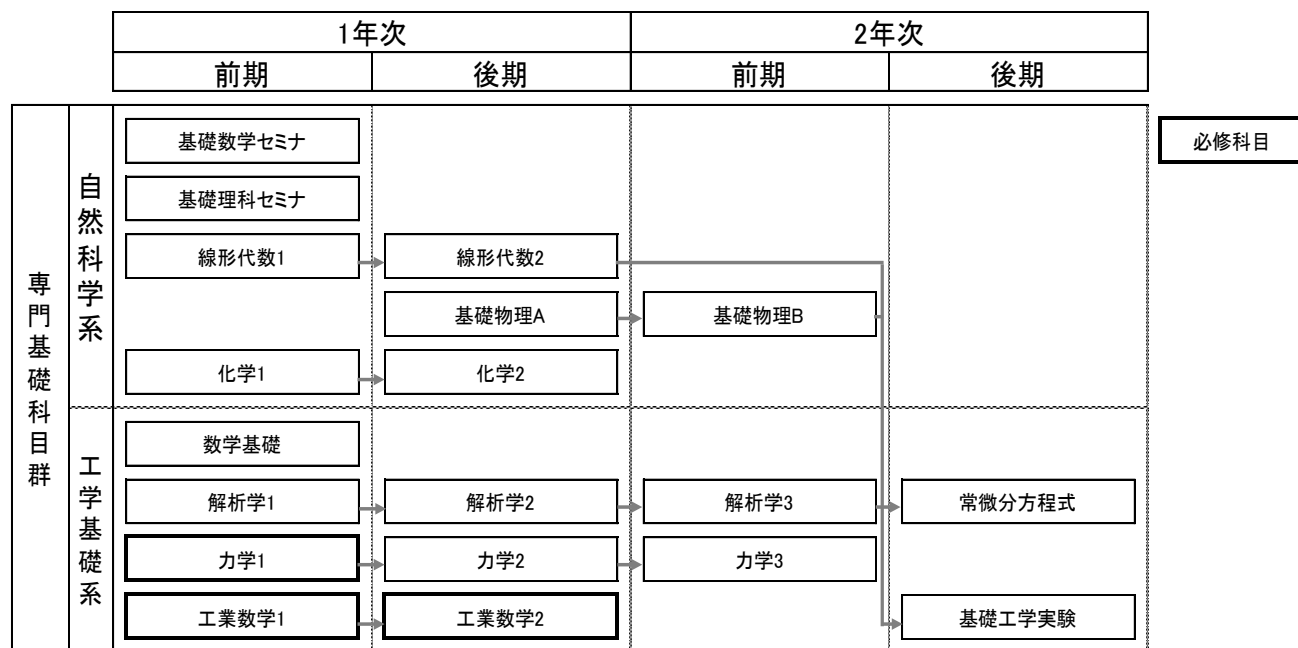 1年次 2年次
前期 後期 前期 後期
専門基礎科目群
自然科学系
基礎数学セミナ
必修科目
基礎理科セミナ
線形代数1 線形代数2
基礎物理A 基礎物理B
化学1 化学2
工学基礎系
数学基礎
解析学1 解析学2 解析学3 常微分方程式
力学1 力学2 力学3
工業数学1 工業数学2 基礎工学実験